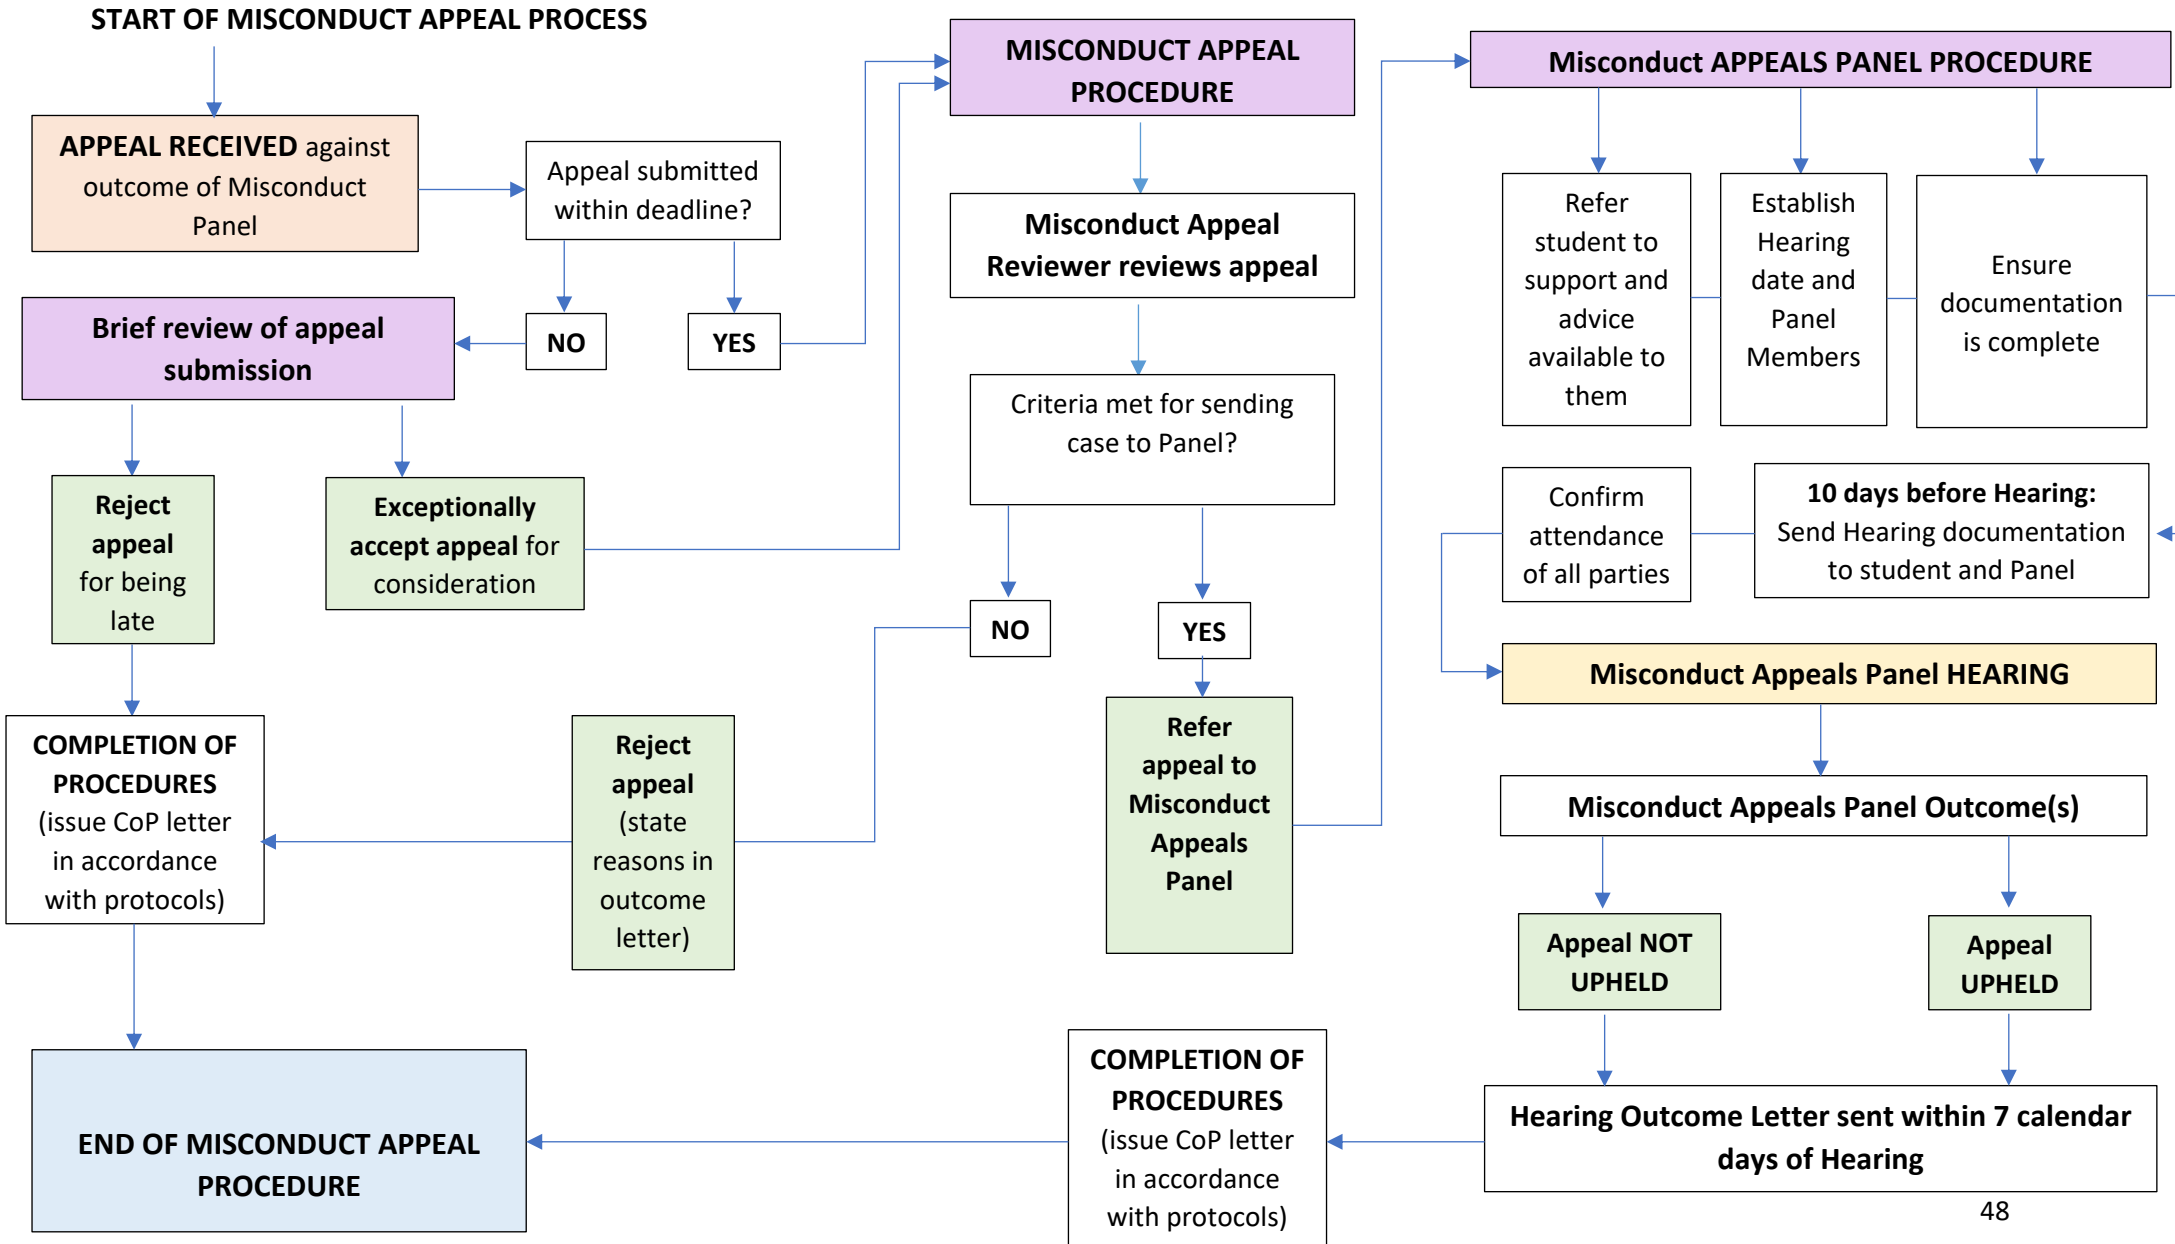 START OF MISCONDUCT APPEAL PROCESS
APPEAL RECEIVED against
outcome of Misconduct
Panel
Appeal submitted
within deadline?
NO
YES
Brief review of appeal
submission
Reject
appeal
for being
late
Exceptionally
accept appeal for
consideration
COMPLETION OF
PROCEDURES
(issue CoP letter
in accordance
with protocols)
END OF MISCONDUCT APPEAL
PROCEDURE
MISCONDUCT APPEAL
PROCEDURE
Misconduct Appeal
Reviewer reviews appeal
Criteria met for sending
case to Panel?
NO
YES
Reject
appeal
(state
reasons in
outcome
letter)
Refer
appeal to
Misconduct
Appeals
Panel
Misconduct APPEALS PANEL PROCEDURE
Refer
student to
support and
advice
available to
them
Establish
Hearing
date and
Panel
Members
Ensure
documentation
is complete
10 days before Hearing:
Send Hearing documentation
to student and Panel
Confirm
attendance
of all parties
Misconduct Appeals Panel HEARING
Misconduct Appeals Panel Outcome(s)
Appeal NOT
UPHELD
Appeal
UPHELD
Hearing Outcome Letter sent within 7 calendar
days of Hearing
COMPLETION OF
PROCEDURES
(issue CoP letter
in accordance
with protocols)
48